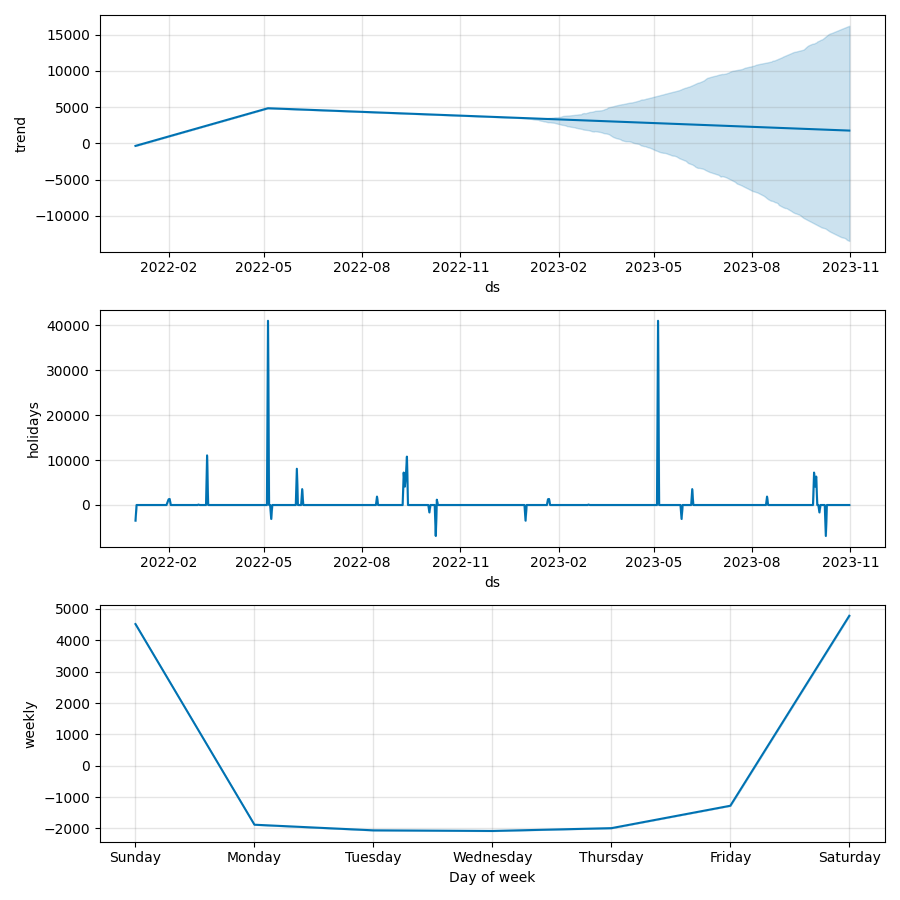 15000
10000
5000
0
−5000
−10000
trend
2022-02 2022-05 2022-08 2022-11 2023-02 2023-05 2023-08 2023-11
ds
40000
30000
20000
10000
0
holidays
2022-02 2022-05 2022-08 2022-11 2023-02 2023-05 2023-08 2023-11
ds
5000
4000
3000
2000
1000
0
−1000
−2000
weekly
Sunday Monday Tuesday Wednesday Thursday Friday Saturday
Day of week